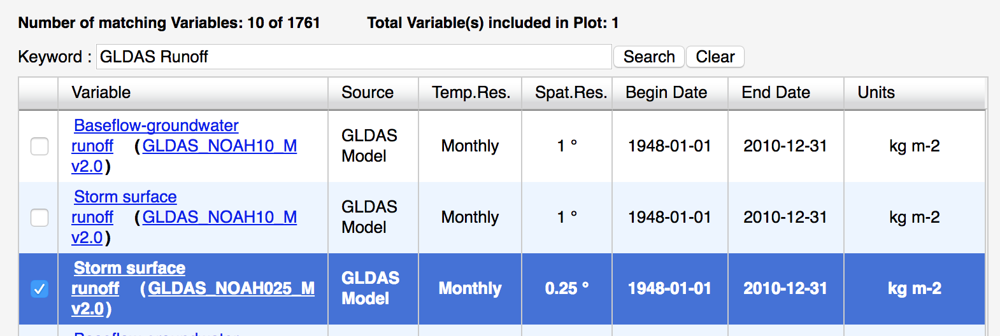 Number of matching Variables: 10 of 1761 Total Variable(s) included in Plot: 1
Keyword : GLDAS Runoff Search Clear
Variable Source Temp.Res. Spat.Res. Begin Date End Date Units
Baseflow-groundwater
runoff (GLDAS_NOAH10_M
v2.0)
GLDAS
Model
Monthly 1 ° 1948-01-01 2010-12-31 kg m-2
Storm surface
runoff (GLDAS_NOAH10_M
v2.0)
GLDAS
Model
Monthly 1 ° 1948-01-01 2010-12-31 kg m-2
Storm surface
runoff (GLDAS_NOAH025_M
v2.0)
GLDAS
Model
Monthly 0.25 ° 1948-01-01 2010-12-31 kg m-2